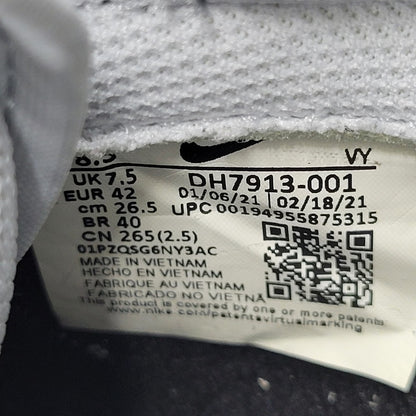 8.5 VY
UK 7.5 DH7913-001
EUR 42 01/06/21 | 02/18/21
cm 26.5 UPC 00194955875315
BR 40
CN 265(2.5)
01PZQSG6NY3AC
MADE IN VIETNAM
HECHO EN VIETNAM
FABRIQUE AU VIETNAM
FABRICADO NO VIETNÃ
This product is covered by one or more patents
www.nike.com/patentsvirtualmarking